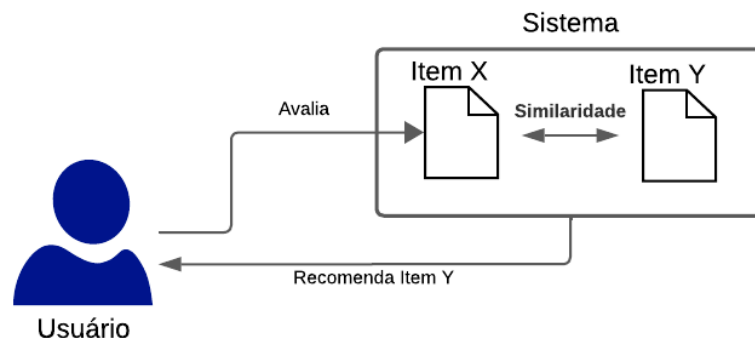 Sistema
Item X
Item Y
Avalia
Similaridade
Recomenda Item Y
Usuário